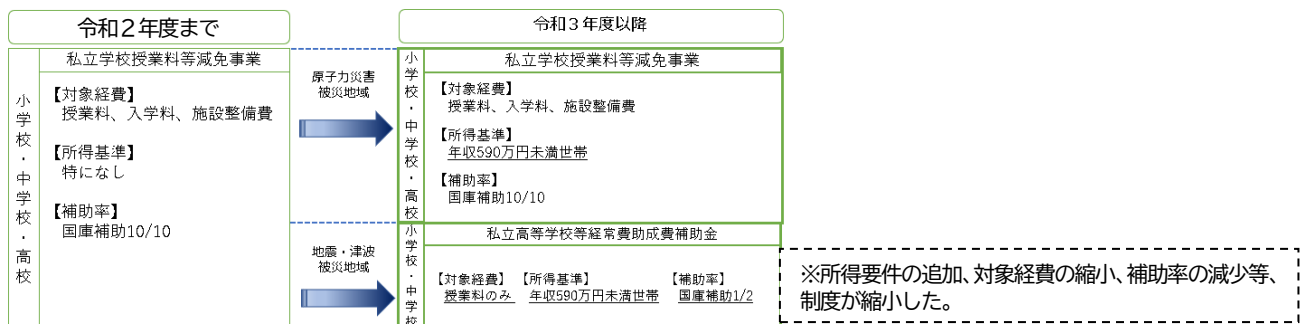 令和２年度まで
小学校・中学校・高校
私立学校授業料等減免事業
【対象経費】
授業料、入学料、施設整備費
【所得基準】
特になし
【補助率】
国庫補助10/10
原子力災害
被災地域
地震・津波
被災地域
令和３年度以降
小学校・中学校・高校
私立学校授業料等減免事業
【対象経費】
授業料、入学料、施設整備費
【所得基準】
年収590万円未満世帯
【補助率】
国庫補助10/10
小学校・中学校
私立高等学校等経常費助成費補助金
【対象経費】 【所得基準】 【補助率】
授業料のみ 年収590万円未満世帯 国庫補助1/2
※所得要件の追加、対象経費の縮小、補助率の減少等、
制度が縮小した。